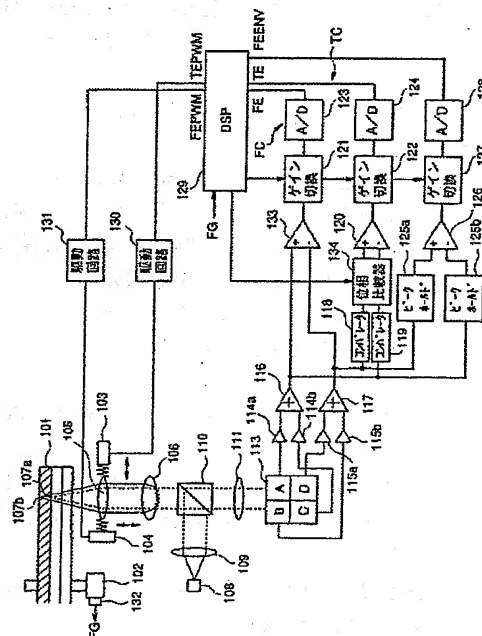 101
107a
107b
105
103
104
106
102
132
FG
110
111
109
108
113
A
B
C
D
114a
114b
115a
115b
116
117
118
コンパレータ
119
コンパレータ
134
位相
比較器
133
120
125a
ピーク
ホールド
125b
ピーク
ホールド
126
121
ゲイン
切換
122
ゲイン
切換
127
ゲイン
切換
FC
A/D
123
A/D
124
A/D
FG
129
DSP
FEPWM
TEPWM
FE
TE
FEENV
TG
131
駆動
回路
130
駆動
回路